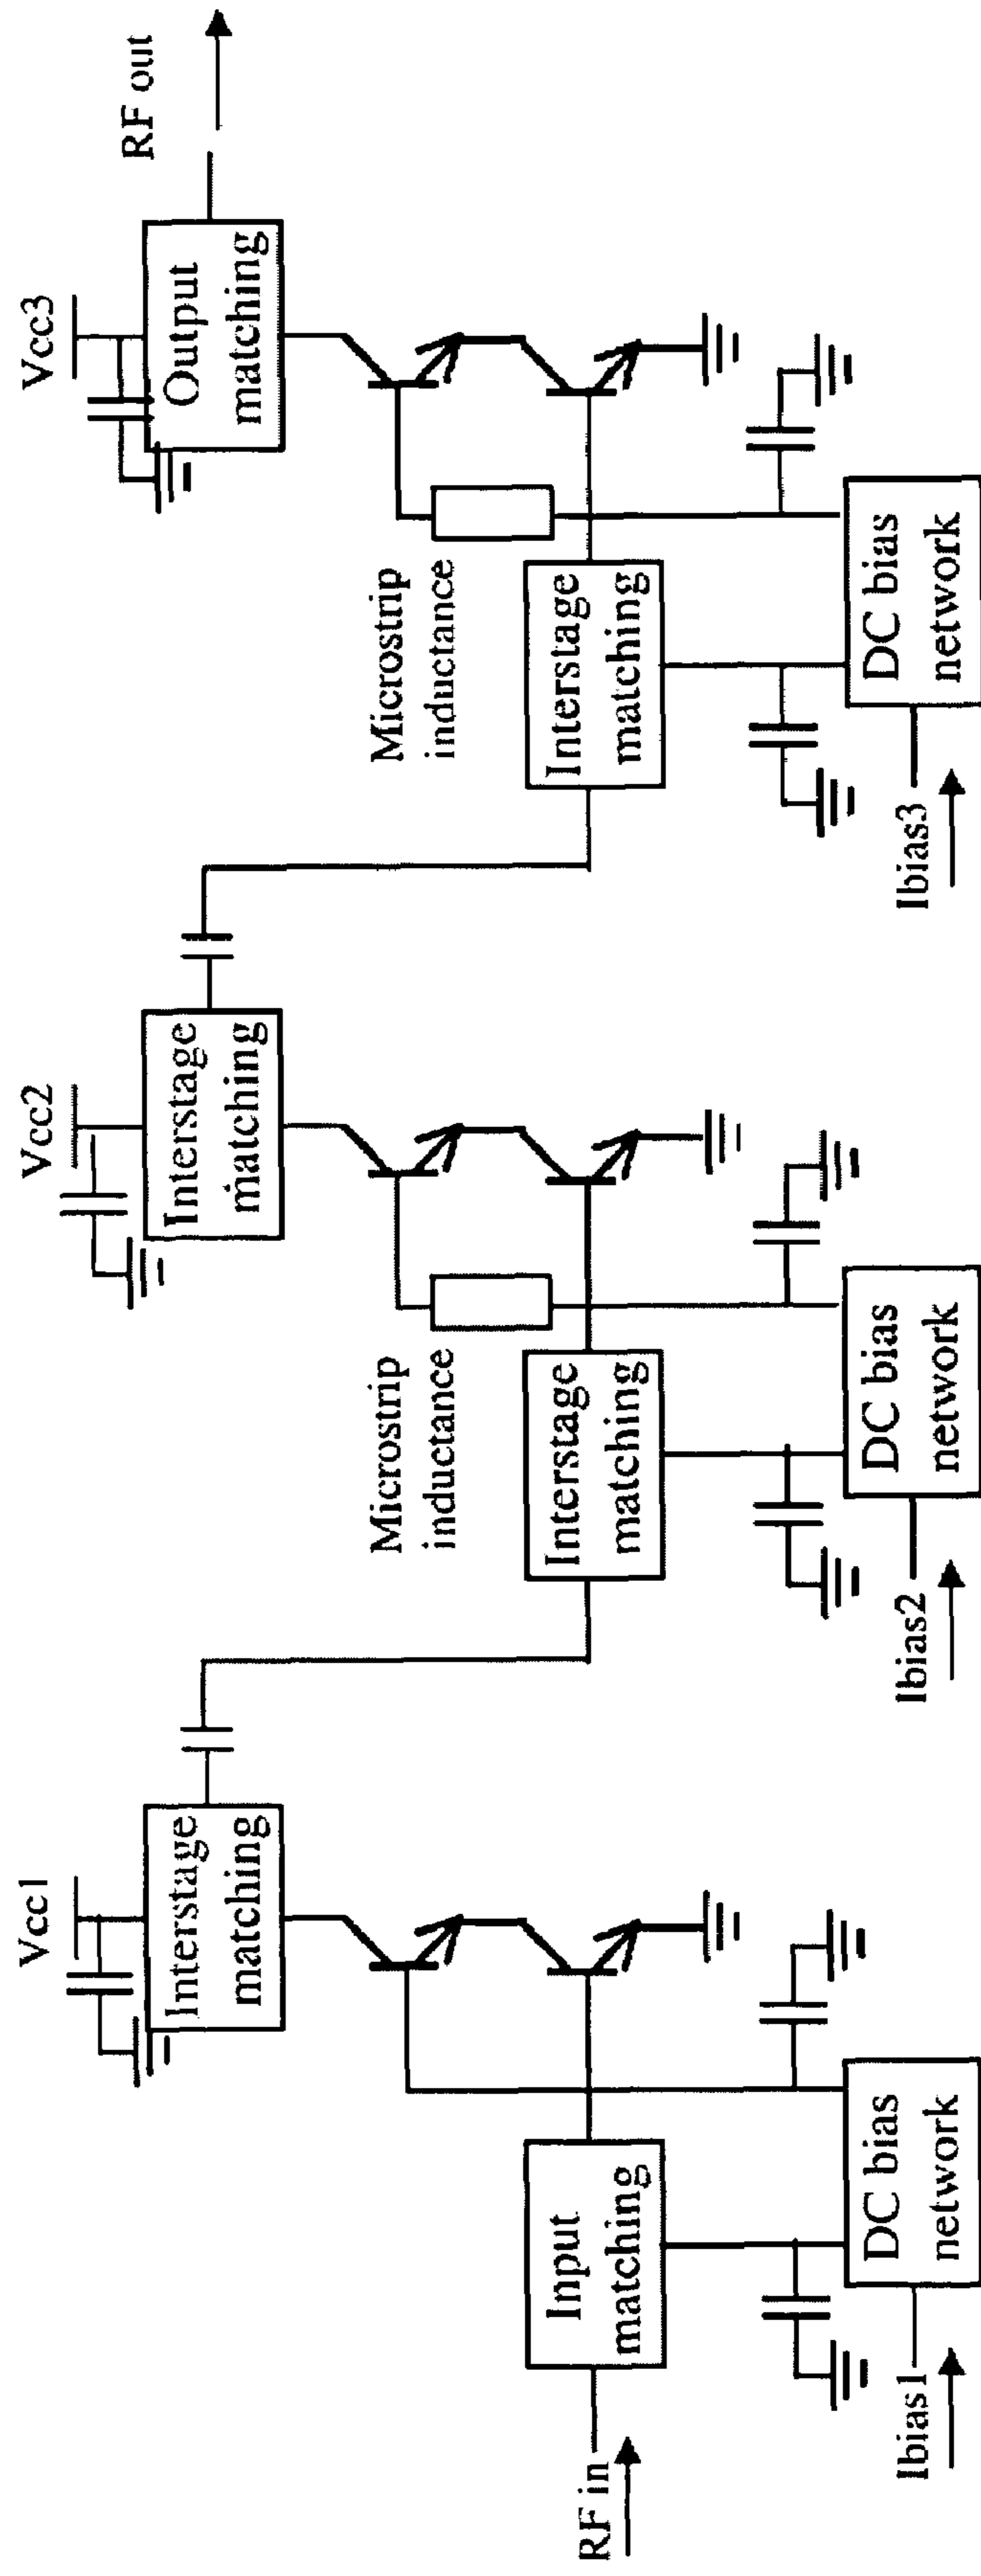 Vcc1
Vcc2
Vcc3
RF out
Interstage
matching
Interstage
matching
Output
matching
Microstrip
inductance
Microstrip
inductance
RF in
Input
matching
Interstage
matching
Interstage
matching
Ibias1
DC bias
network
Ibias2
DC bias
network
Ibias3
DC bias
network